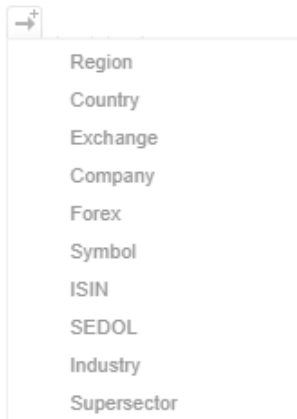 Region
Country
Exchange
Company
Forex
Symbol
ISIN
SEDOL
Industry
Supersector